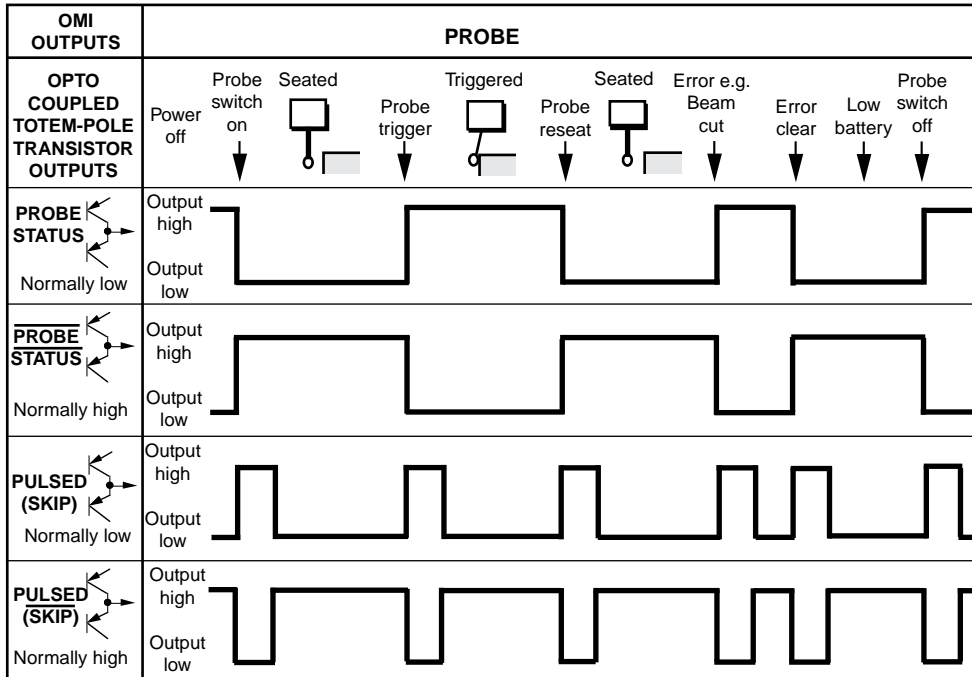 OMI
OUTPUTS
PROBE
OPTO
COUPLED
TOTEM-POLE
TRANSISTOR
OUTPUTS
Power
off
Probe
switch
on
Seated
Probe
trigger
Triggered
Probe
reseat
Seated
Error e.g.
Beam
cut
Error
clear
Low
battery
Probe
switch
off
PROBE
STATUS
Normally low
Output
high
Output
low
PROBE
STATUS
Normally high
Output
high
Output
low
PULSED
(SKIP)
Normally low
Output
high
Output
low
PULSED
(SKIP)
Normally high
Output
high
Output
low